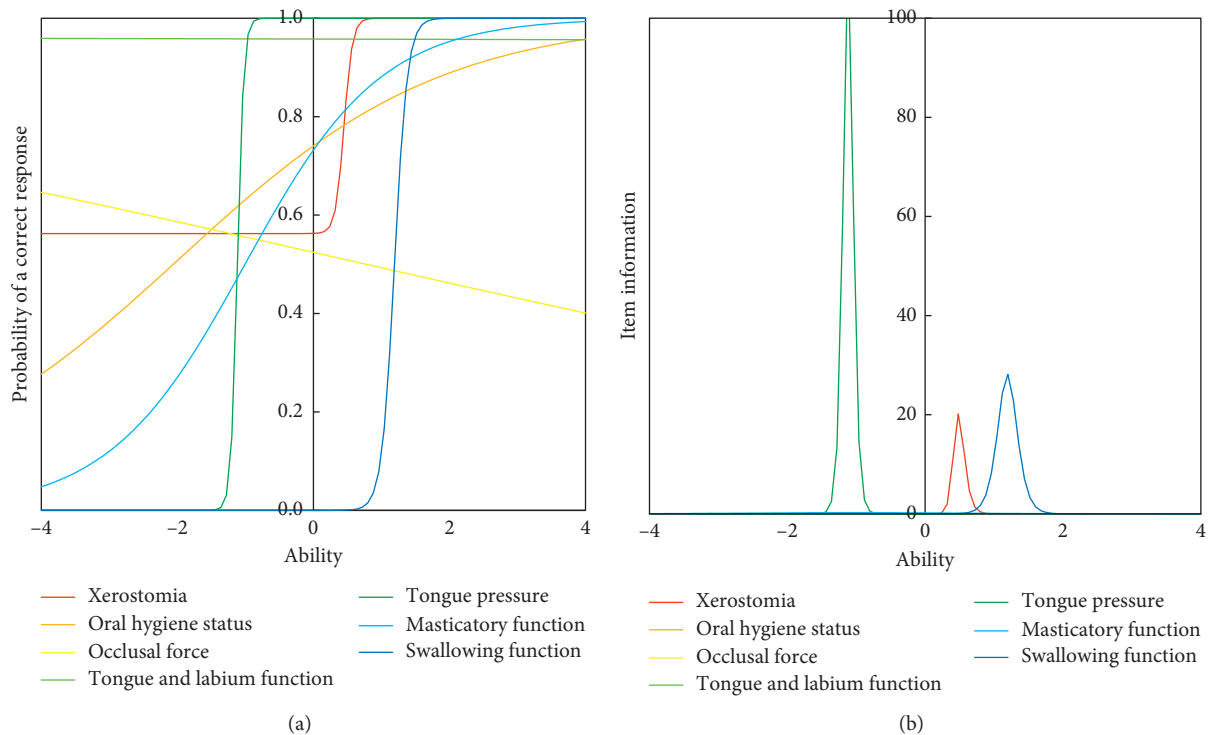 1.0
0.8
0.6
0.4
0.2
0.0
Probability of a correct response
−4
−2
0
2
4
Ability
Xerostomia
Oral hygiene status
Occlusal force
Tongue and labium function
Tongue pressure
Masticatory function
Swallowing function
(a)
100
80
60
40
20
0
Item information
−4
−2
0
2
4
Ability
Xerostomia
Oral hygiene status
Occlusal force
Tongue and labium function
Tongue pressure
Masticatory function
Swallowing function
(b)